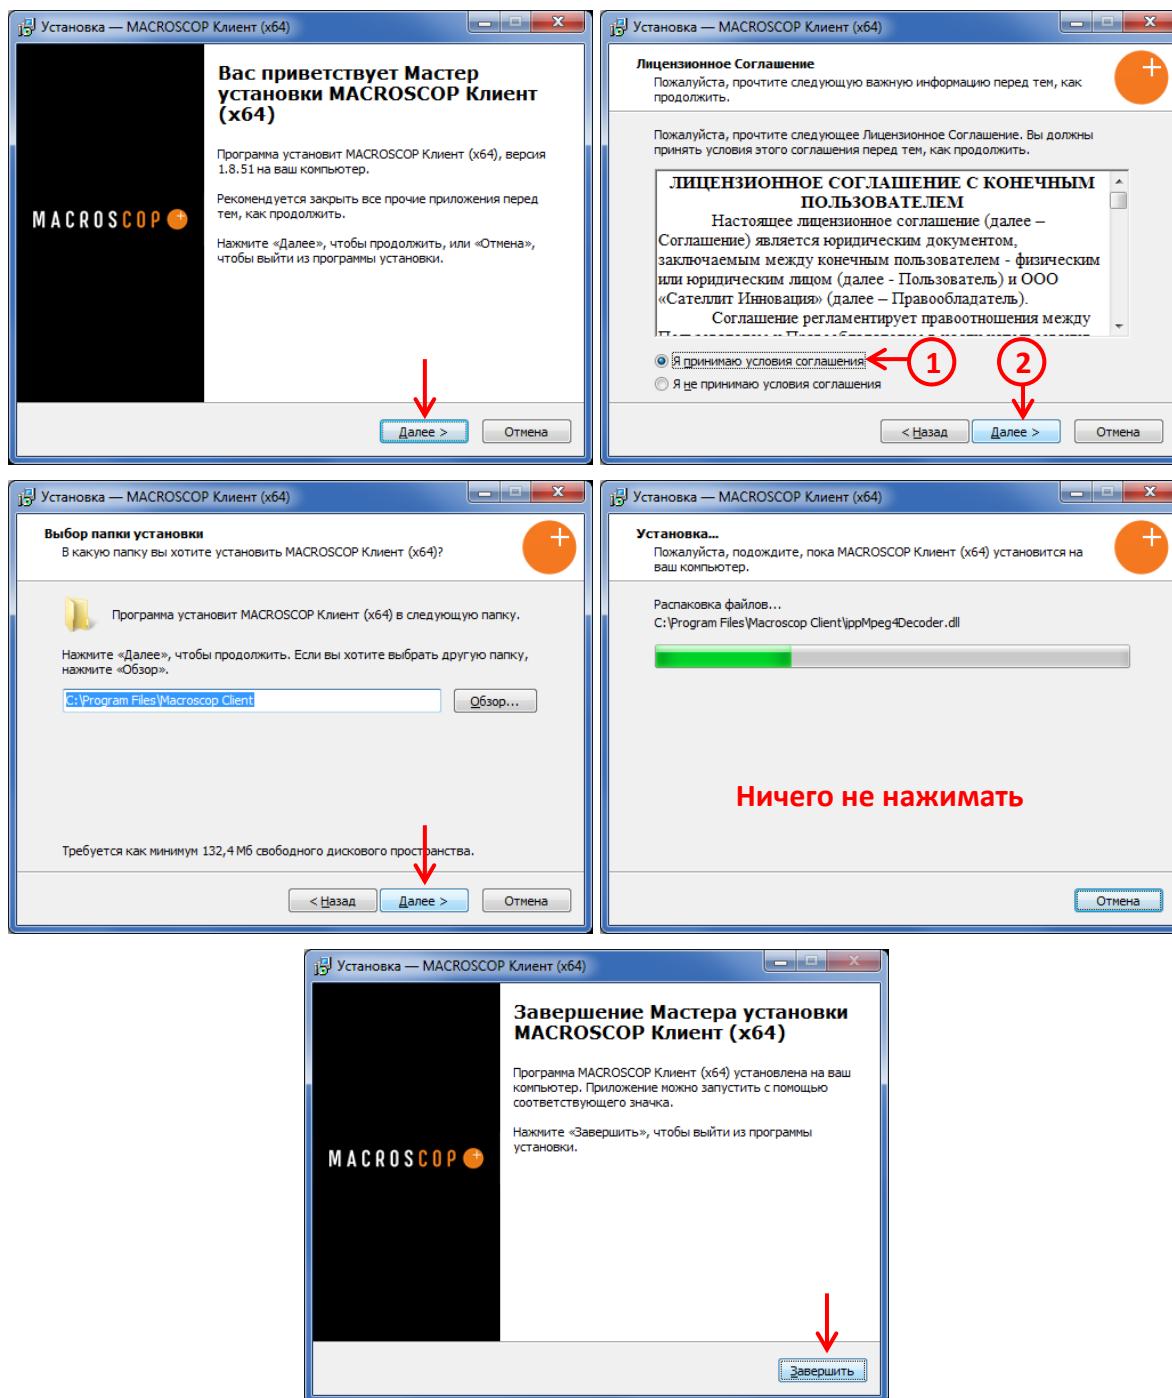 Установка — MACROSCOP Клиент (x64)
Вас приветствует Мастер
установки MACROSCOP Клиент
(x64)
Программа установит MACROSCOP Клиент (x64), версия
1.8.51 на ваш компьютер.
Рекомендуется закрыть все прочие приложения перед
тем, как продолжить.
Нажмите «Далее», чтобы продолжить, или «Отмена»,
чтобы выйти из программы установки.
MACROSCOP
Далее >
Отмена
Установка — MACROSCOP Клиент (x64)
Лицензионное Соглашение
Пожалуйста, прочтите следующую важную информацию перед тем, как
продолжить.
Пожалуйста, прочтите следующее Лицензионное Соглашение. Вы должны
принять условия этого соглашения перед тем, как продолжить.
ЛИЦЕНЗИОННОЕ СОГЛАШЕНИЕ С КОНЕЧНЫМ
ПОЛЬЗОВАТЕЛЕМ
Настоящее лицензионное соглашение (далее –
Соглашение) является юридическим документом,
заключаемым между конечным пользователем - физическим
или юридическим лицом (далее - Пользователь) и ООО
«Сателлит Инновация» (далее – Правообладатель).
Соглашение регламентирует правоотношения между
Я принимаю условия соглашения
1
2
Я не принимаю условия соглашения
< Назад
Далее >
Отмена
Установка — MACROSCOP Клиент (x64)
Выбор папки установки
В какую папку вы хотите установить MACROSCOP Клиент (x64)?
Программа установит MACROSCOP Клиент (x64) в следующую папку.
Нажмите «Далее», чтобы продолжить. Если вы хотите выбрать другую папку,
нажмите «Обзор».
C:\Program Files\Macroscop Client
Обзор...
Требуется как минимум 132,4 Мб свободного дискового пространства.
< Назад
Далее >
Отмена
Установка — MACROSCOP Клиент (x64)
Установка...
Пожалуйста, подождите, пока MACROSCOP Клиент (x64) установится на
ваш компьютер.
Распаковка файлов...
C:\Program Files\Macroscop Client\ippMpeg4Decoder.dll
Ничего не нажимать
Отмена
Установка — MACROSCOP Клиент (x64)
Завершение Мастера установки
MACROSCOP Клиент (x64)
Программа MACROSCOP Клиент (x64) установлена на ваш
компьютер. Приложение можно запустить с помощью
соответствующего значка.
Нажмите «Завершить», чтобы выйти из программы
установки.
MACROSCOP
Завершить